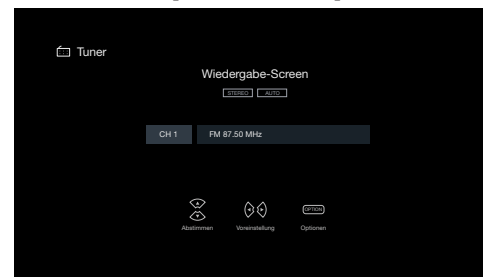 Tuner
Wiedergabe-Screen
STEREO AUTO
CH 1 FM 87.50 MHz
OPTION
Abstimmen Voreinstellung Optionen